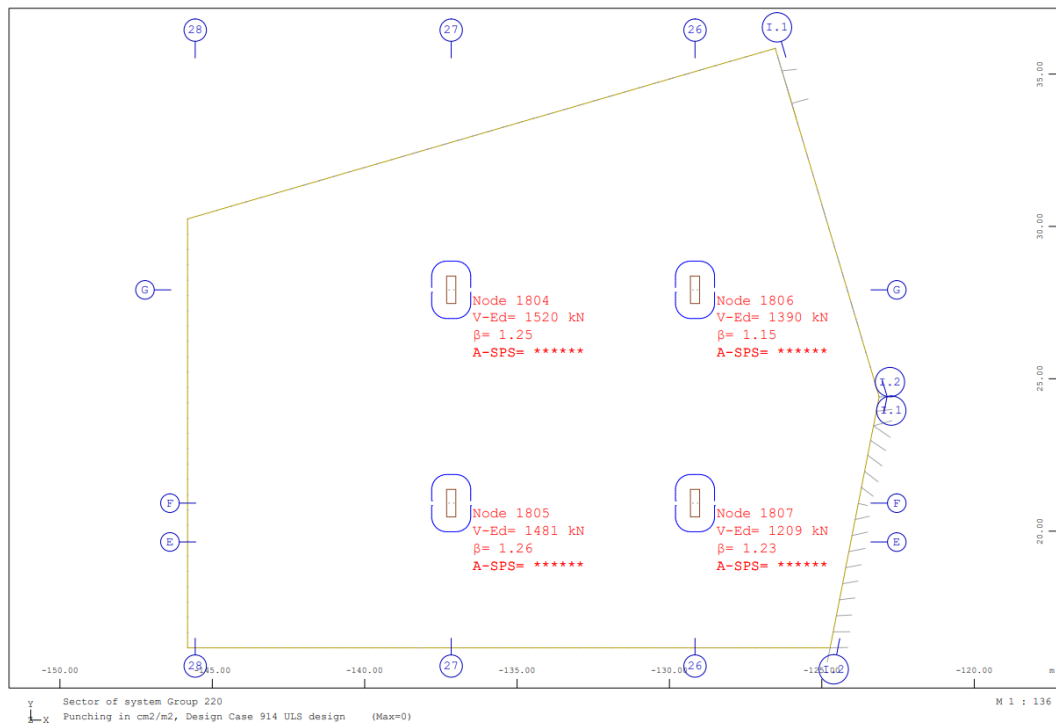 28
27
26
I.1
35.00
30.00
G
G
Node 1804
V-Ed= 1520 kN
β= 1.25
A-SPS= ******
Node 1806
V-Ed= 1390 kN
β= 1.15
A-SPS= ******
25.00
I.2
I.1
F
F
Node 1805
V-Ed= 1481 kN
β= 1.26
A-SPS= ******
Node 1807
V-Ed= 1209 kN
β= 1.23
A-SPS= ******
20.00
E
E
-150.00
-145.00
-140.00
-135.00
-130.00
-125.00
-120.00
m
28
27
26
I.2
Y
Z X
Sector of system Group 220
M 1 : 136
Punching in cm2/m2, Design Case 914 ULS design (Max=0)